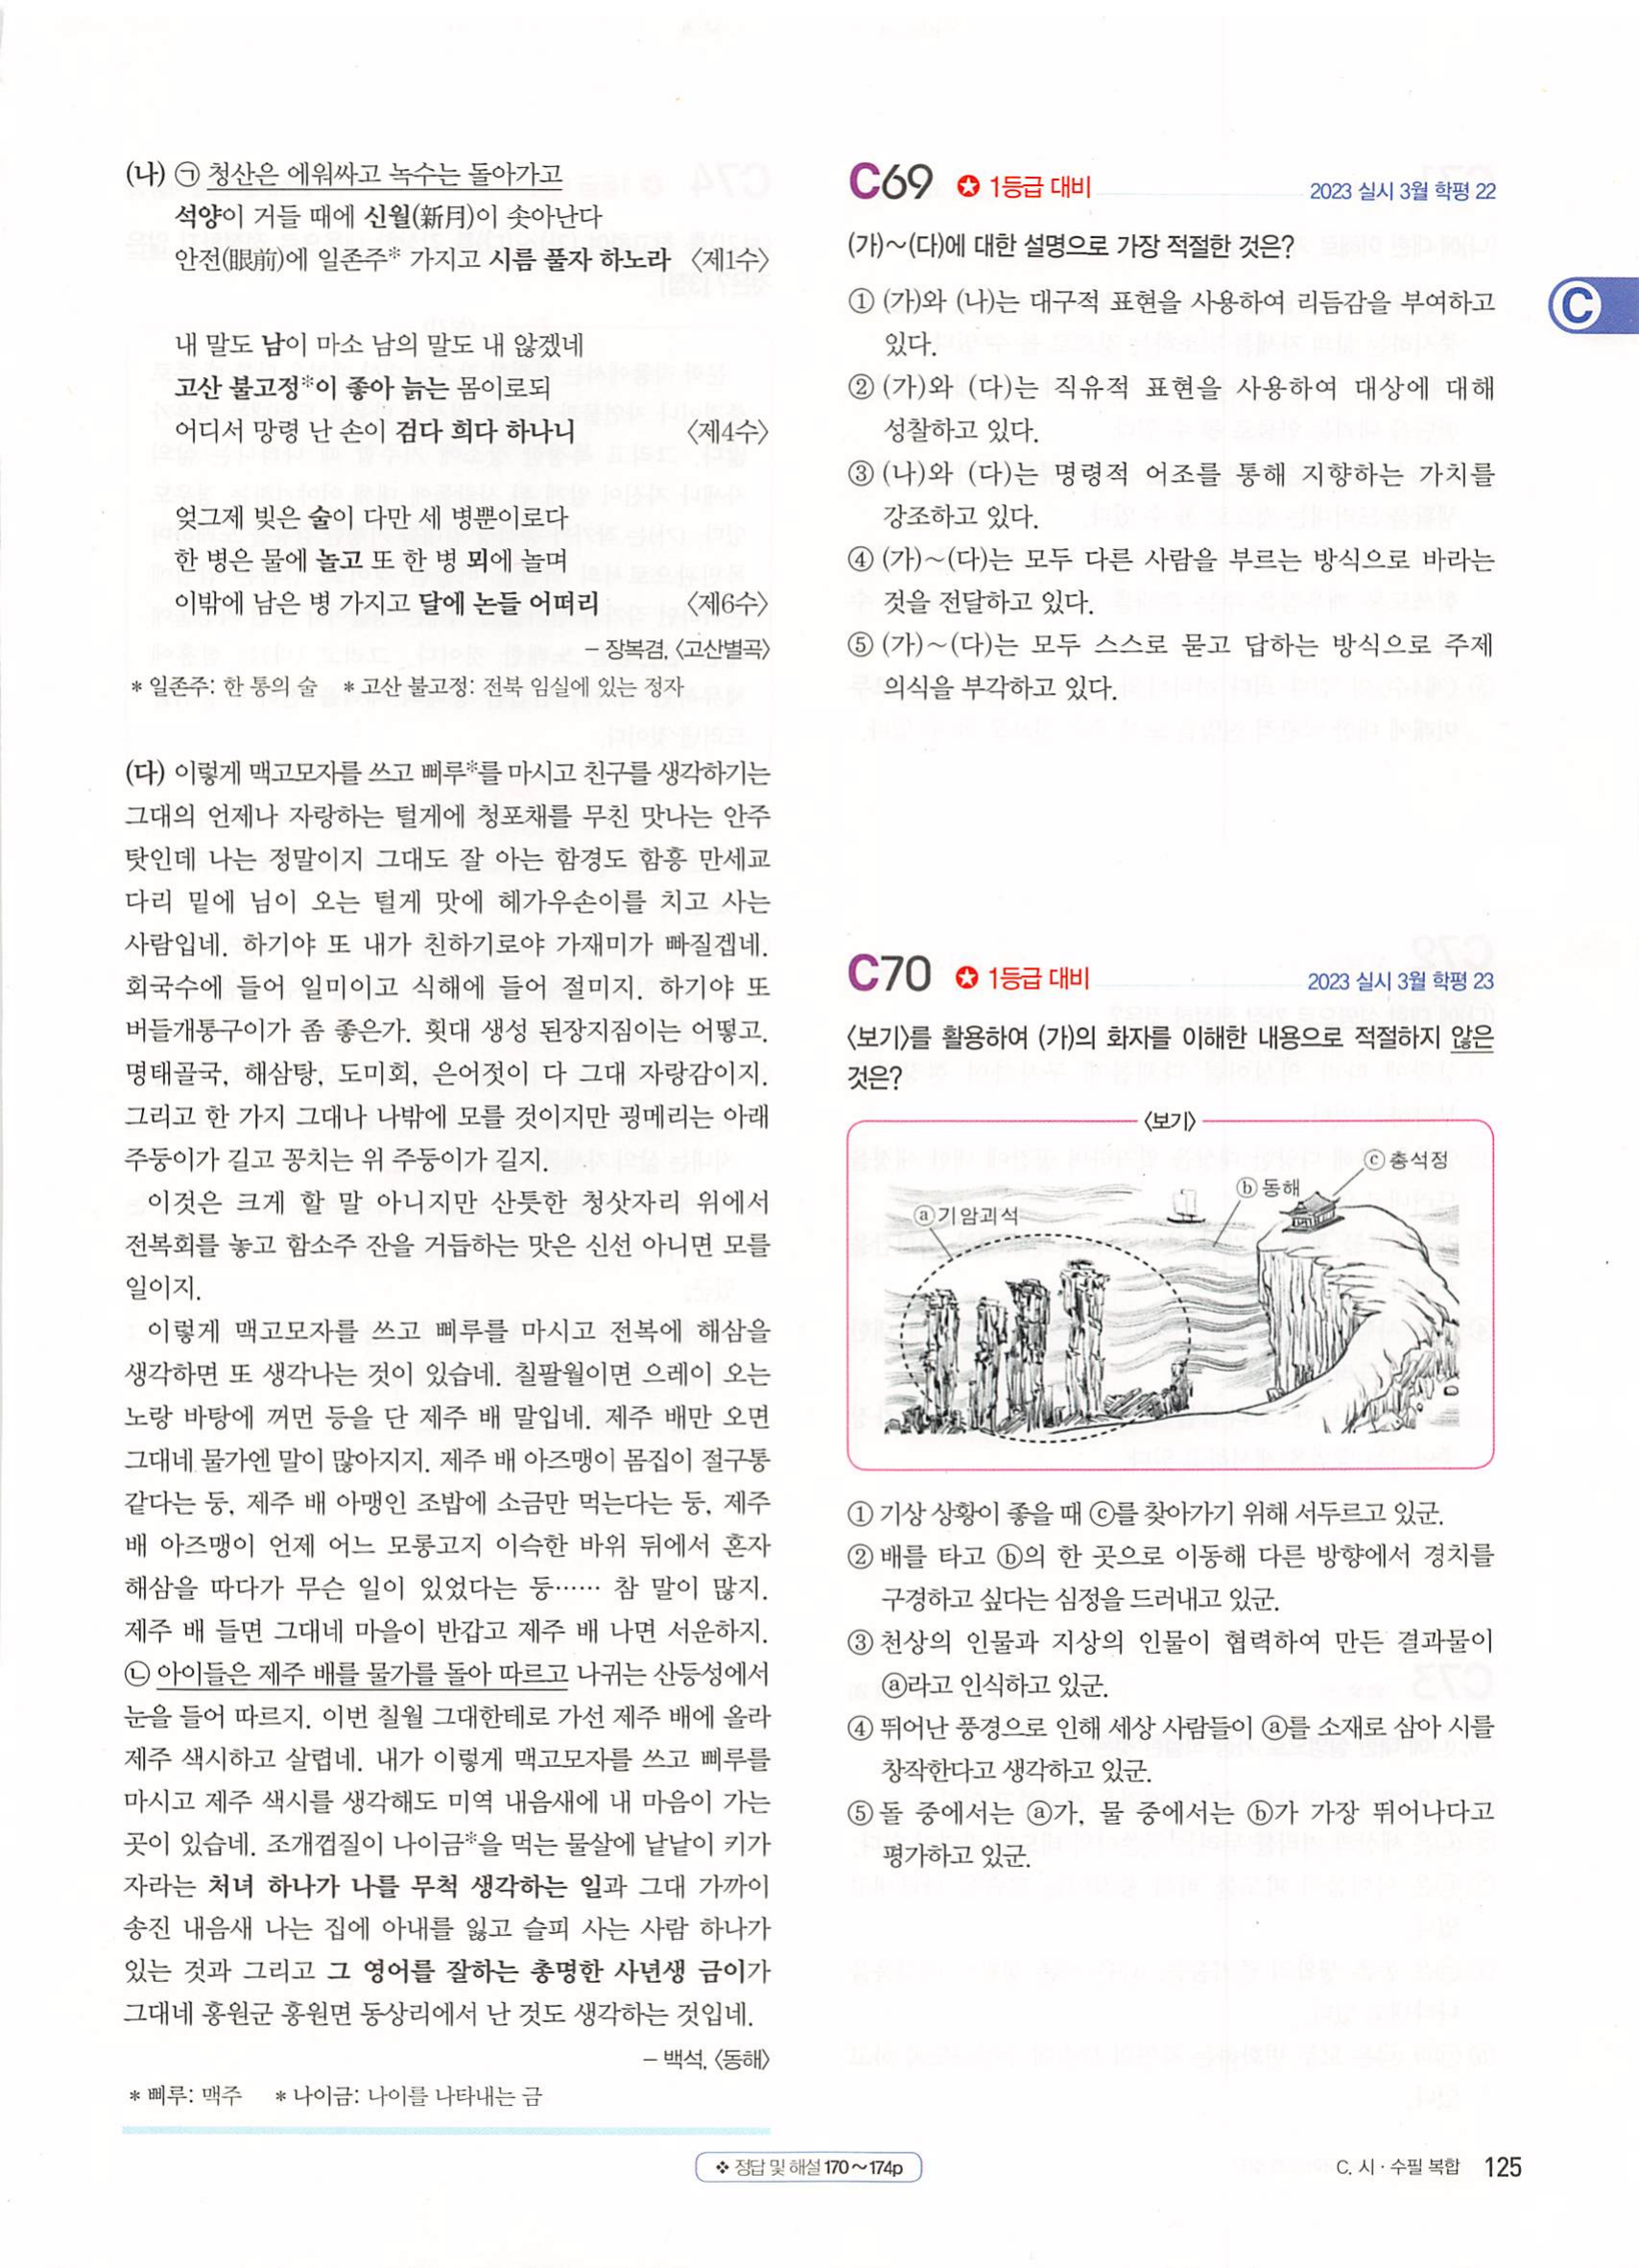 (나) ㉠ 청산은 에워싸고 녹수는 돌아가고
석양이 거들 때에 신월(新月)이 솟아난다
안전(眼前)에 일존주* 가지고 시름 풀자 하노라 〈제1수〉
내 말도 남이 마소 남의 말도 내 않겠네
고산 불고정*이 좋아 늙는 몸이로되
어디서 망령 난 손이 검다 희다 하나니 〈제4수〉
엊그제 빚은 술이 다만 세 병뿐이로다
한 병은 물에 놀고 또 한 병 뫼에 놀며
이밖에 남은 병 가지고 달에 논들 어떠리 〈제6수〉
– 장복겸, 〈고산별곡〉
* 일존주: 한 통의 술 * 고산 불고정: 전북 임실에 있는 정자
(다) 이렇게 맥고모자를 쓰고 삐루*를 마시고 친구를 생각하기는
그대의 언제나 자랑하는 털게에 청포채를 무친 맛나는 안주
탓인데 나는 정말이지 그대도 잘 아는 함경도 함흥 만세교
다리 밑에 님이 오는 털게 맛에 헤가우손이를 치고 사는
사람입네. 하기야 또 내가 친하기로야 가재미가 빠질겝네.
회국수에 들어 일미이고 식해에 들어 절미지. 하기야 또
버들개통구이가 좀 좋은가. 횟대 생성 된장지짐이는 어떻고.
명태골국, 해삼탕, 도미회, 은어젓이 다 그대 자랑감이지.
그리고 한 가지 그대나 나밖에 모를 것이지만 꽁메리는 아래
주둥이가 길고 꽁치는 위 주둥이가 길지.
이것은 크게 할 말 아니지만 산뜻한 청삿자리 위에서
전복회를 놓고 함소주 잔을 거듭하는 맛은 신선 아니면 모를
일이지.
이렇게 맥고모자를 쓰고 삐루를 마시고 전복에 해삼을
생각하면 또 생각나는 것이 있습네. 칠팔월이면 으레이 오는
노랑 바탕에 꺼먼 등을 단 제주 배 말입네. 제주 배만 오면
그대네 물가엔 말이 많아지지. 제주 배 아즈맹이 몸집이 절구통
같다는 둥, 제주 배 아맹인 조밥에 소금만 먹는다는 둥, 제주
배 아즈맹이 언제 어느 모롱고지 이슥한 바위 뒤에서 혼자
해삼을 따다가 무슨 일이 있었다는 둥…… 참 말이 많지.
제주 배 들면 그대네 마을이 반갑고 제주 배 나면 서운하지.
㉡ 아이들은 제주 배를 물가를 돌아 따르고 나귀는 산등성에서
눈을 들어 따르지. 이번 칠월 그대한테로 가선 제주 배에 올라
제주 색시하고 살렵네. 내가 이렇게 맥고모자를 쓰고 삐루를
마시고 제주 색시를 생각해도 미역 내음새에 내 마음이 가는
곳이 있습네. 조개껍질이 나이금*을 먹는 물살에 낱낱이 키가
자라는 처녀 하나가 나를 무척 생각하는 일과 그대 가까이
송진 내음새 나는 집에 아내를 잃고 슬피 사는 사람 하나가
있는 것과 그리고 그 영어를 잘하는 총명한 사년생 금이가
그대네 홍원군 홍원면 동상리에서 난 것도 생각하는 것입네.
– 백석, 〈동해〉
* 삐루: 맥주 * 나이금: 나이를 나타내는 금
C69 ✪ 1등급 대비 2023 실시 3월 학평 22
(가)～(다)에 대한 설명으로 가장 적절한 것은?
① (가)와 (나)는 대구적 표현을 사용하여 리듬감을 부여하고
있다.
② (가)와 (다)는 직유적 표현을 사용하여 대상에 대해
성찰하고 있다.
③ (나)와 (다)는 명령적 어조를 통해 지향하는 가치를
강조하고 있다.
④ (가)～(다)는 모두 다른 사람을 부르는 방식으로 바라는
것을 전달하고 있다.
⑤ (가)～(다)는 모두 스스로 묻고 답하는 방식으로 주제
의식을 부각하고 있다.
C
C70 ✪ 1등급 대비 2023 실시 3월 학평 23
〈보기〉를 활용하여 (가)의 화자를 이해한 내용으로 적절하지 않은
것은?
〈보기〉
ⓒ총석정
ⓑ동해
ⓐ기암괴석
① 기상 상황이 좋을 때 ⓒ를 찾아가기 위해 서두르고 있군.
② 배를 타고 ⓑ의 한 곳으로 이동해 다른 방향에서 경치를
구경하고 싶다는 심정을 드러내고 있군.
③ 천상의 인물과 지상의 인물이 협력하여 만든 결과물이
ⓐ라고 인식하고 있군.
④ 뛰어난 풍경으로 인해 세상 사람들이 ⓐ를 소재로 삼아 시를
창작한다고 생각하고 있군.
⑤ 돌 중에서는 ⓐ가, 물 중에서는 ⓑ가 가장 뛰어나다고
평가하고 있군.
❖ 정답 및 해설 170～174p
C. 시·수필 복합 125